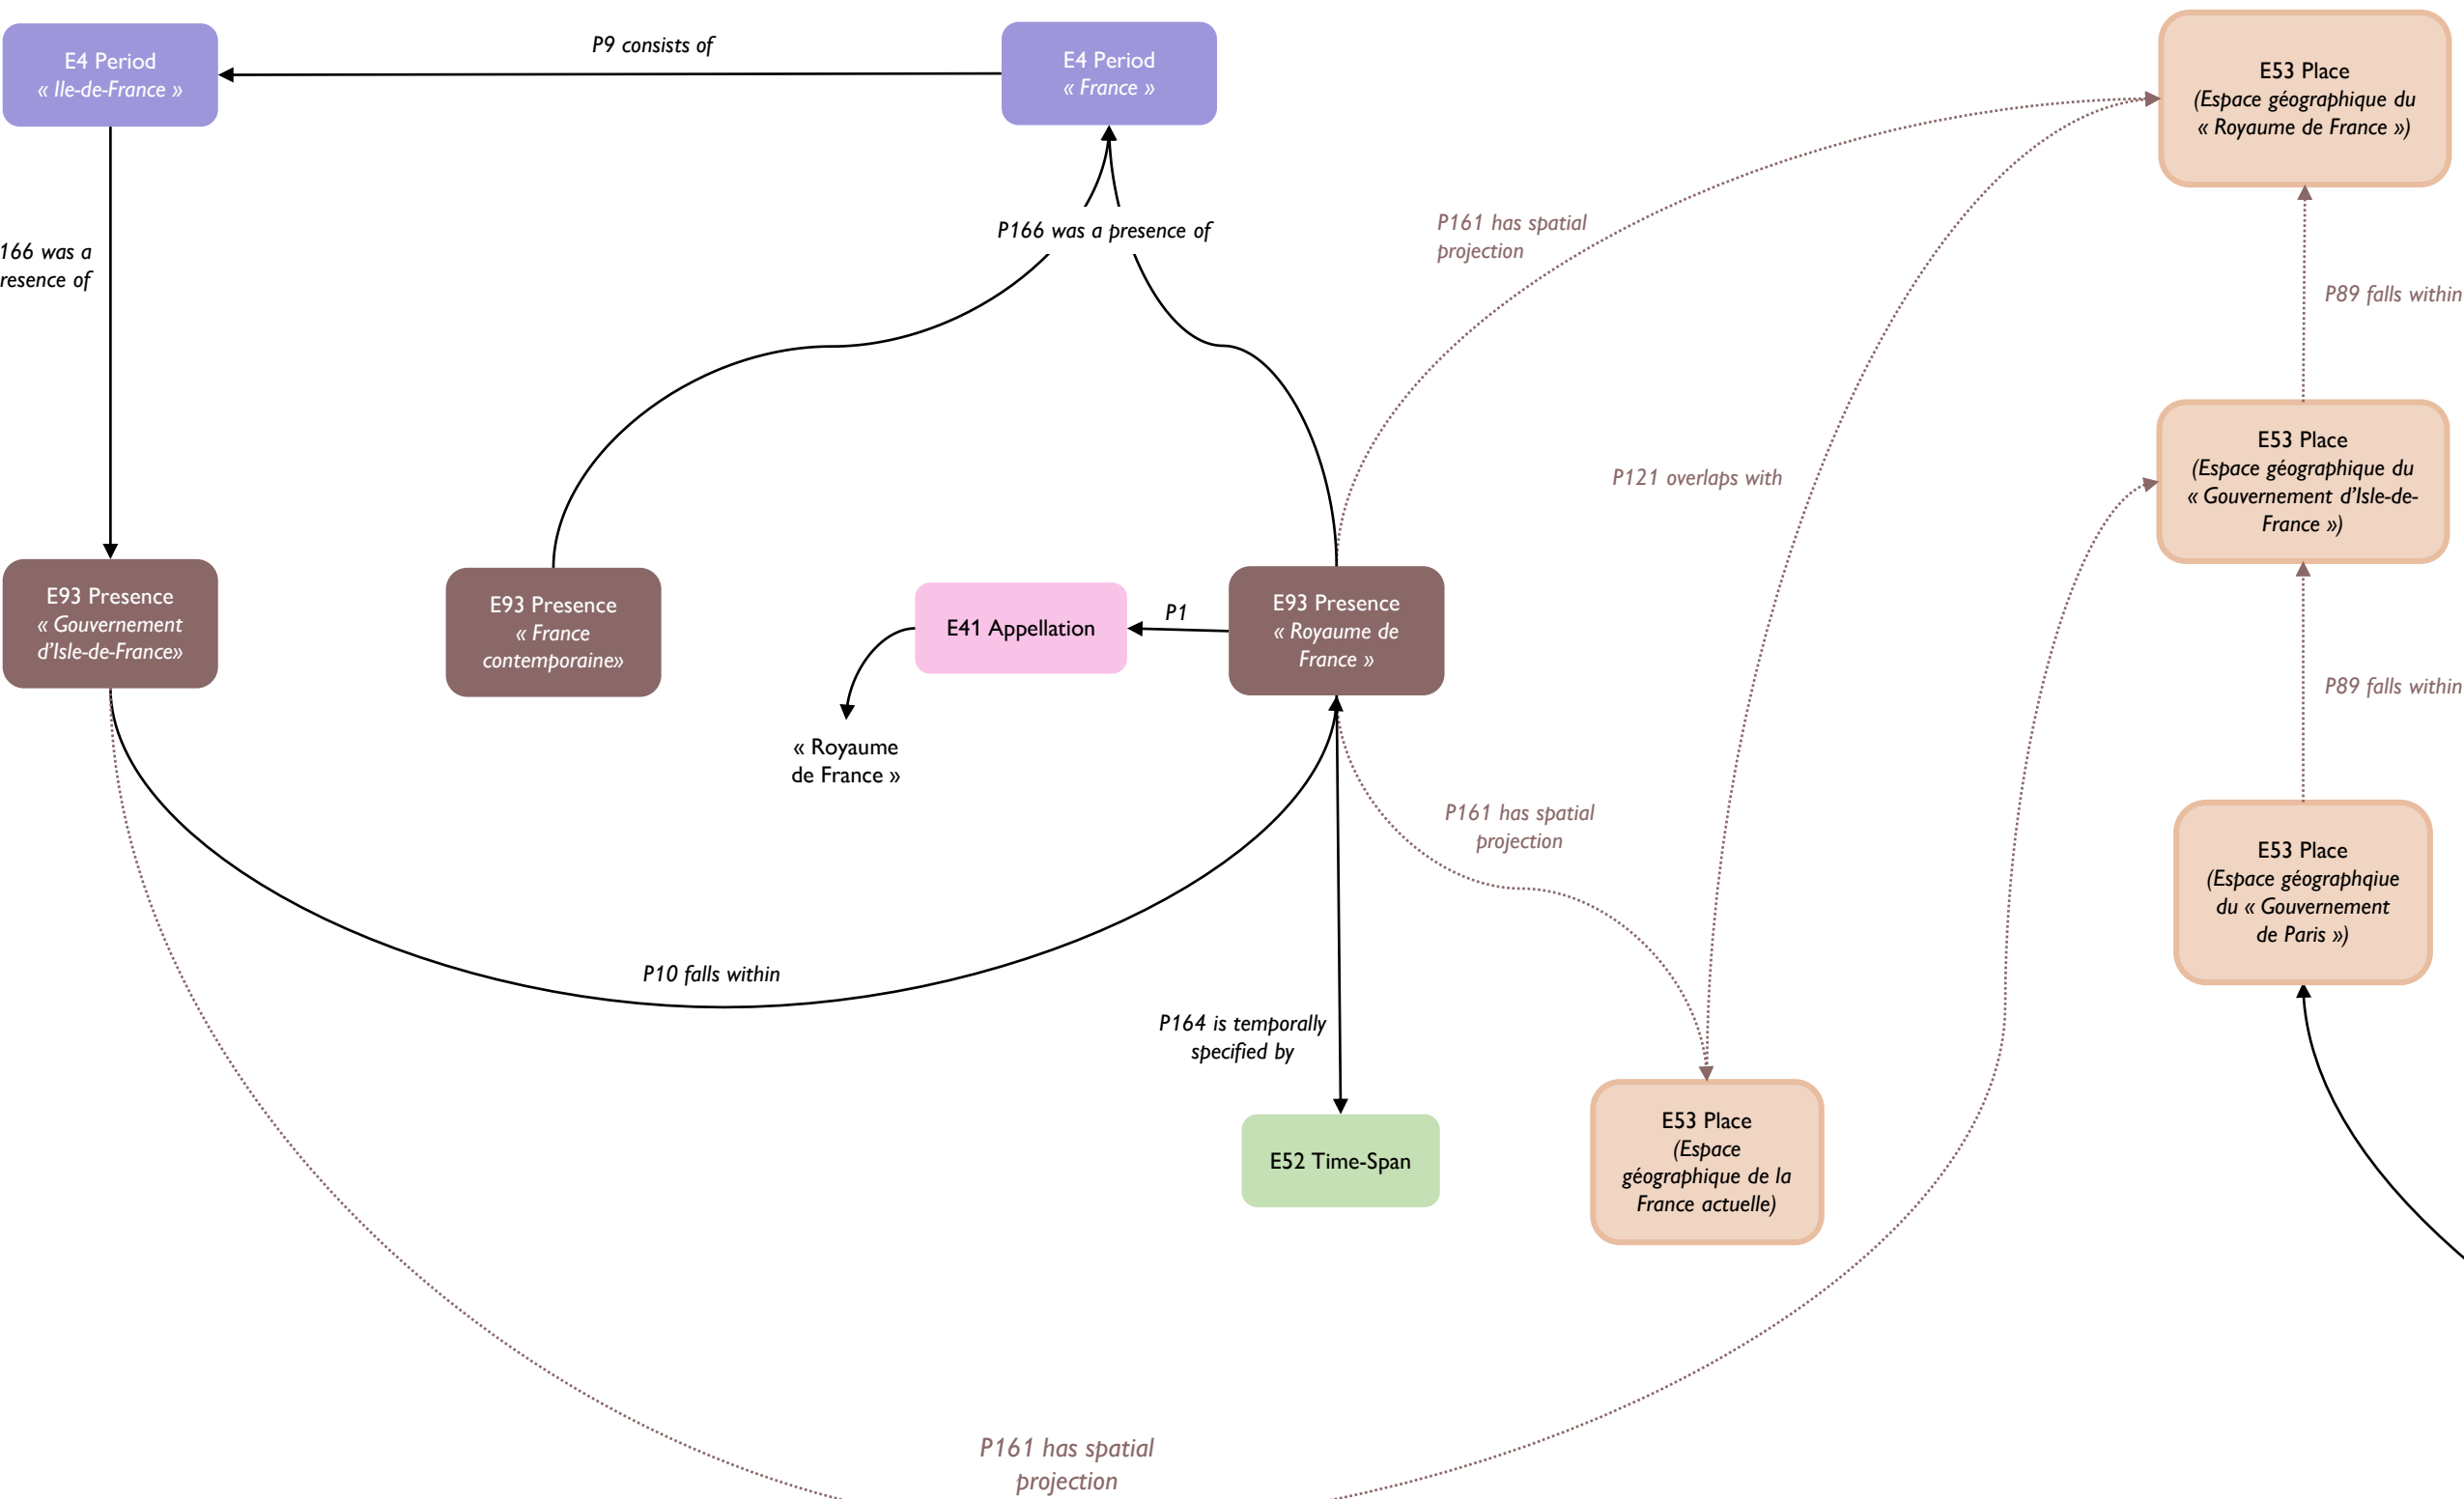 E4 Period
« Ile-de-France »
P9 consists of
E4 Period
« France »
E53 Place
(Espace géographique du
« Royaume de France »)
166 was a
resence of
P166 was a presence of
P161 has spatial
projection
P89 falls within
P121 overlaps with
E53 Place
(Espace géographique du
« Gouvernement d'Isle-de-
France »)
E93 Presence
« Gouvernement
d'Isle-de-France»
E93 Presence
« France
contemporaine»
E41 Appellation
P1
E93 Presence
« Royaume de
France »
P89 falls within
« Royaume
de France »
P161 has spatial
projection
E53 Place
(Espace géographqiue
du « Gouvernement
de Paris »)
P10 falls within
P164 is temporally
specified by
E52 Time-Span
E53 Place
(Espace
géographique de la
France actuelle)
P161 has spatial
projection